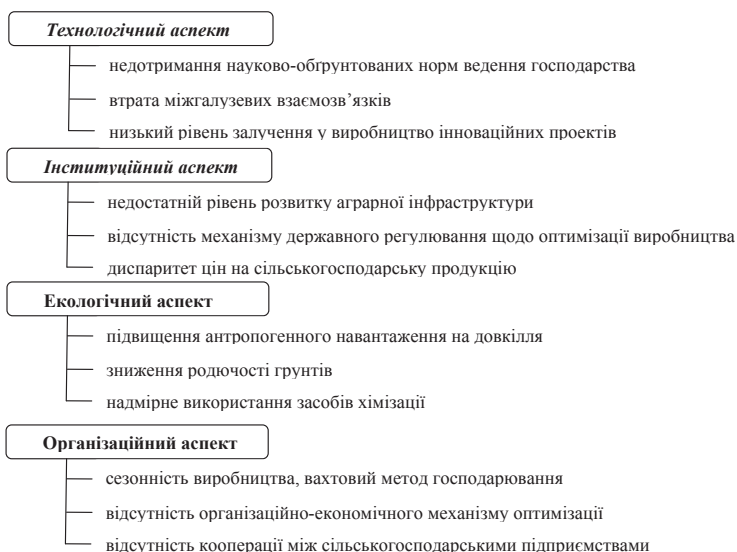 Технологічний аспект
недотримання науково-обґрунтованих норм ведення господарства
втрата міжгалузевих взаємозв’язків
низький рівень залучення у виробництво інноваційних проектів
Інституційний аспект
недостатній рівень розвитку аграрної інфраструктури
відсутність механізму державного регулювання щодо оптимізації виробництва
диспаритет цін на сільськогосподарську продукцію
Екологічний аспект
підвищення антропогенного навантаження на довкілля
зниження родючості грунтів
надмірне використання засобів хімізації
Організаційний аспект
сезонність виробництва, вахтовий метод господарювання
відсутність організаційно-економічного механізму оптимізації
відсутність кооперації між сільськогосподарськими підприємствами